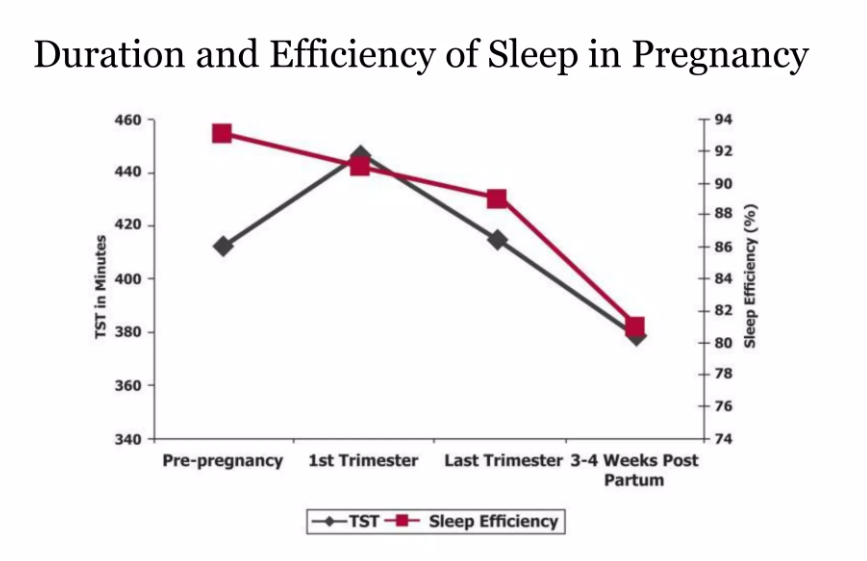 Duration and Efficiency of Sleep in Pregnancy
460
440
420
400
380
360
340
TST in Minutes
94
92
90
88
86
84
82
80
78
76
74
Sleep Efficiency (%)
Pre-pregnancy
1st Trimester
Last Trimester
3-4 Weeks Post
Partum
TST
Sleep Efficiency